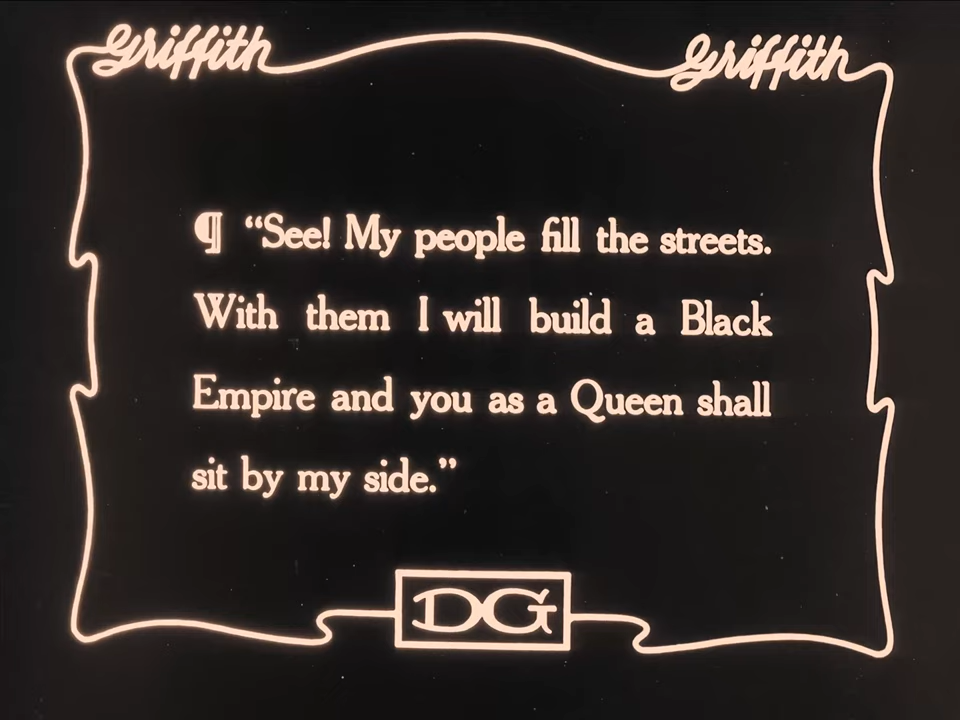 Griffith Griffith
¶ “See! My people fill the streets.
With them I will build a Black
Empire and you as a Queen shall
sit by my side.”
DG